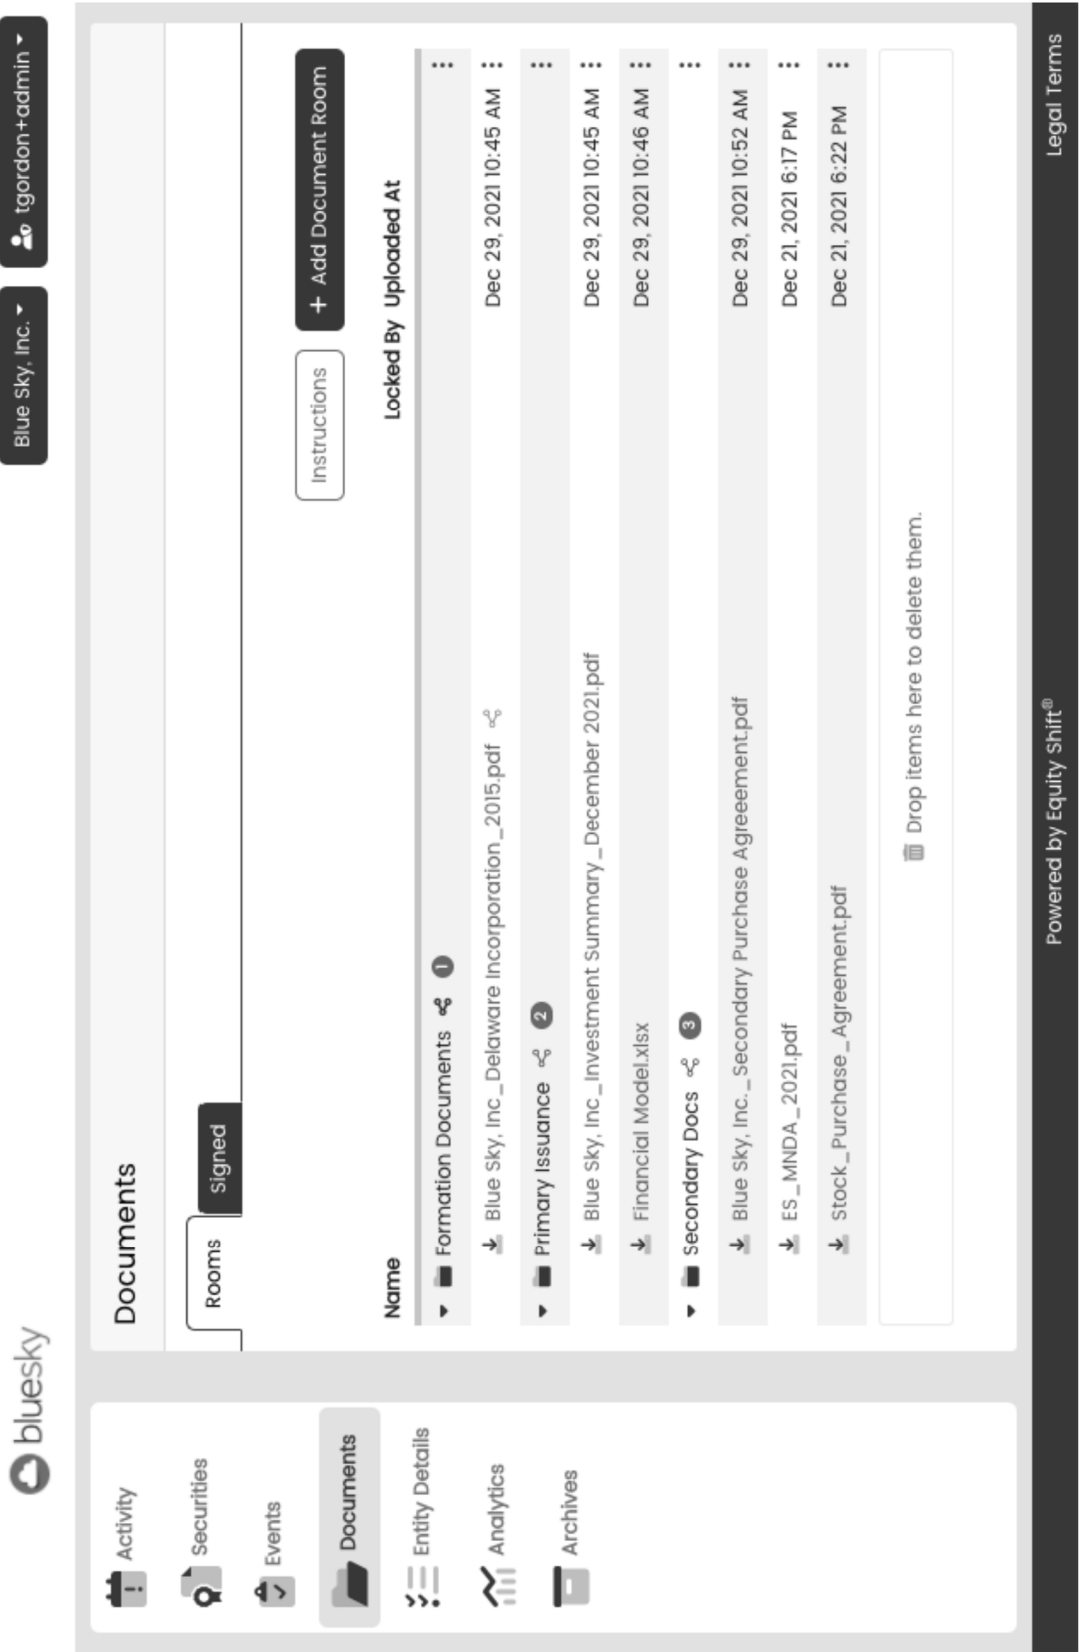 bluesky
Blue Sky, Inc.
tgordon+admin
Activity
Securities
Events
Documents
Entity Details
Analytics
Archives
Documents
Rooms
Signed
Instructions
+ Add Document Room
Name Locked By Uploaded At
Formation Documents 1
Blue Sky, Inc_Delaware Incorporation_2015.pdf Dec 29, 2021 10:45 AM
Primary Issuance 2
Blue Sky, Inc_Investment Summary_December 2021.pdf Dec 29, 2021 10:45 AM
Financial Model.xlsx Dec 29, 2021 10:46 AM
Secondary Docs 3
Blue Sky, Inc._Secondary Purchase Agreeement.pdf Dec 29, 2021 10:52 AM
ES_MNDA_2021.pdf Dec 21, 2021 6:17 PM
Stock_Purchase_Agreement.pdf Dec 21, 2021 6:22 PM
Drop items here to delete them.
Powered by Equity Shift®
Legal Terms